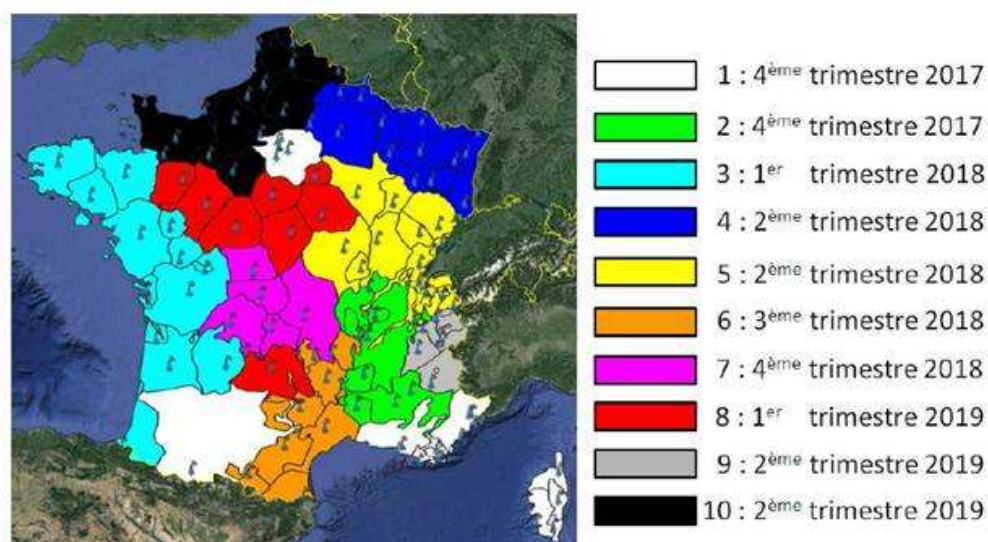 1 : 4ème trimestre 2017
2 : 4ème trimestre 2017
3 : 1er trimestre 2018
4 : 2ème trimestre 2018
5 : 2ème trimestre 2018
6 : 3ème trimestre 2018
7 : 4ème trimestre 2018
8 : 1er trimestre 2019
9 : 2ème trimestre 2019
10 : 2ème trimestre 2019